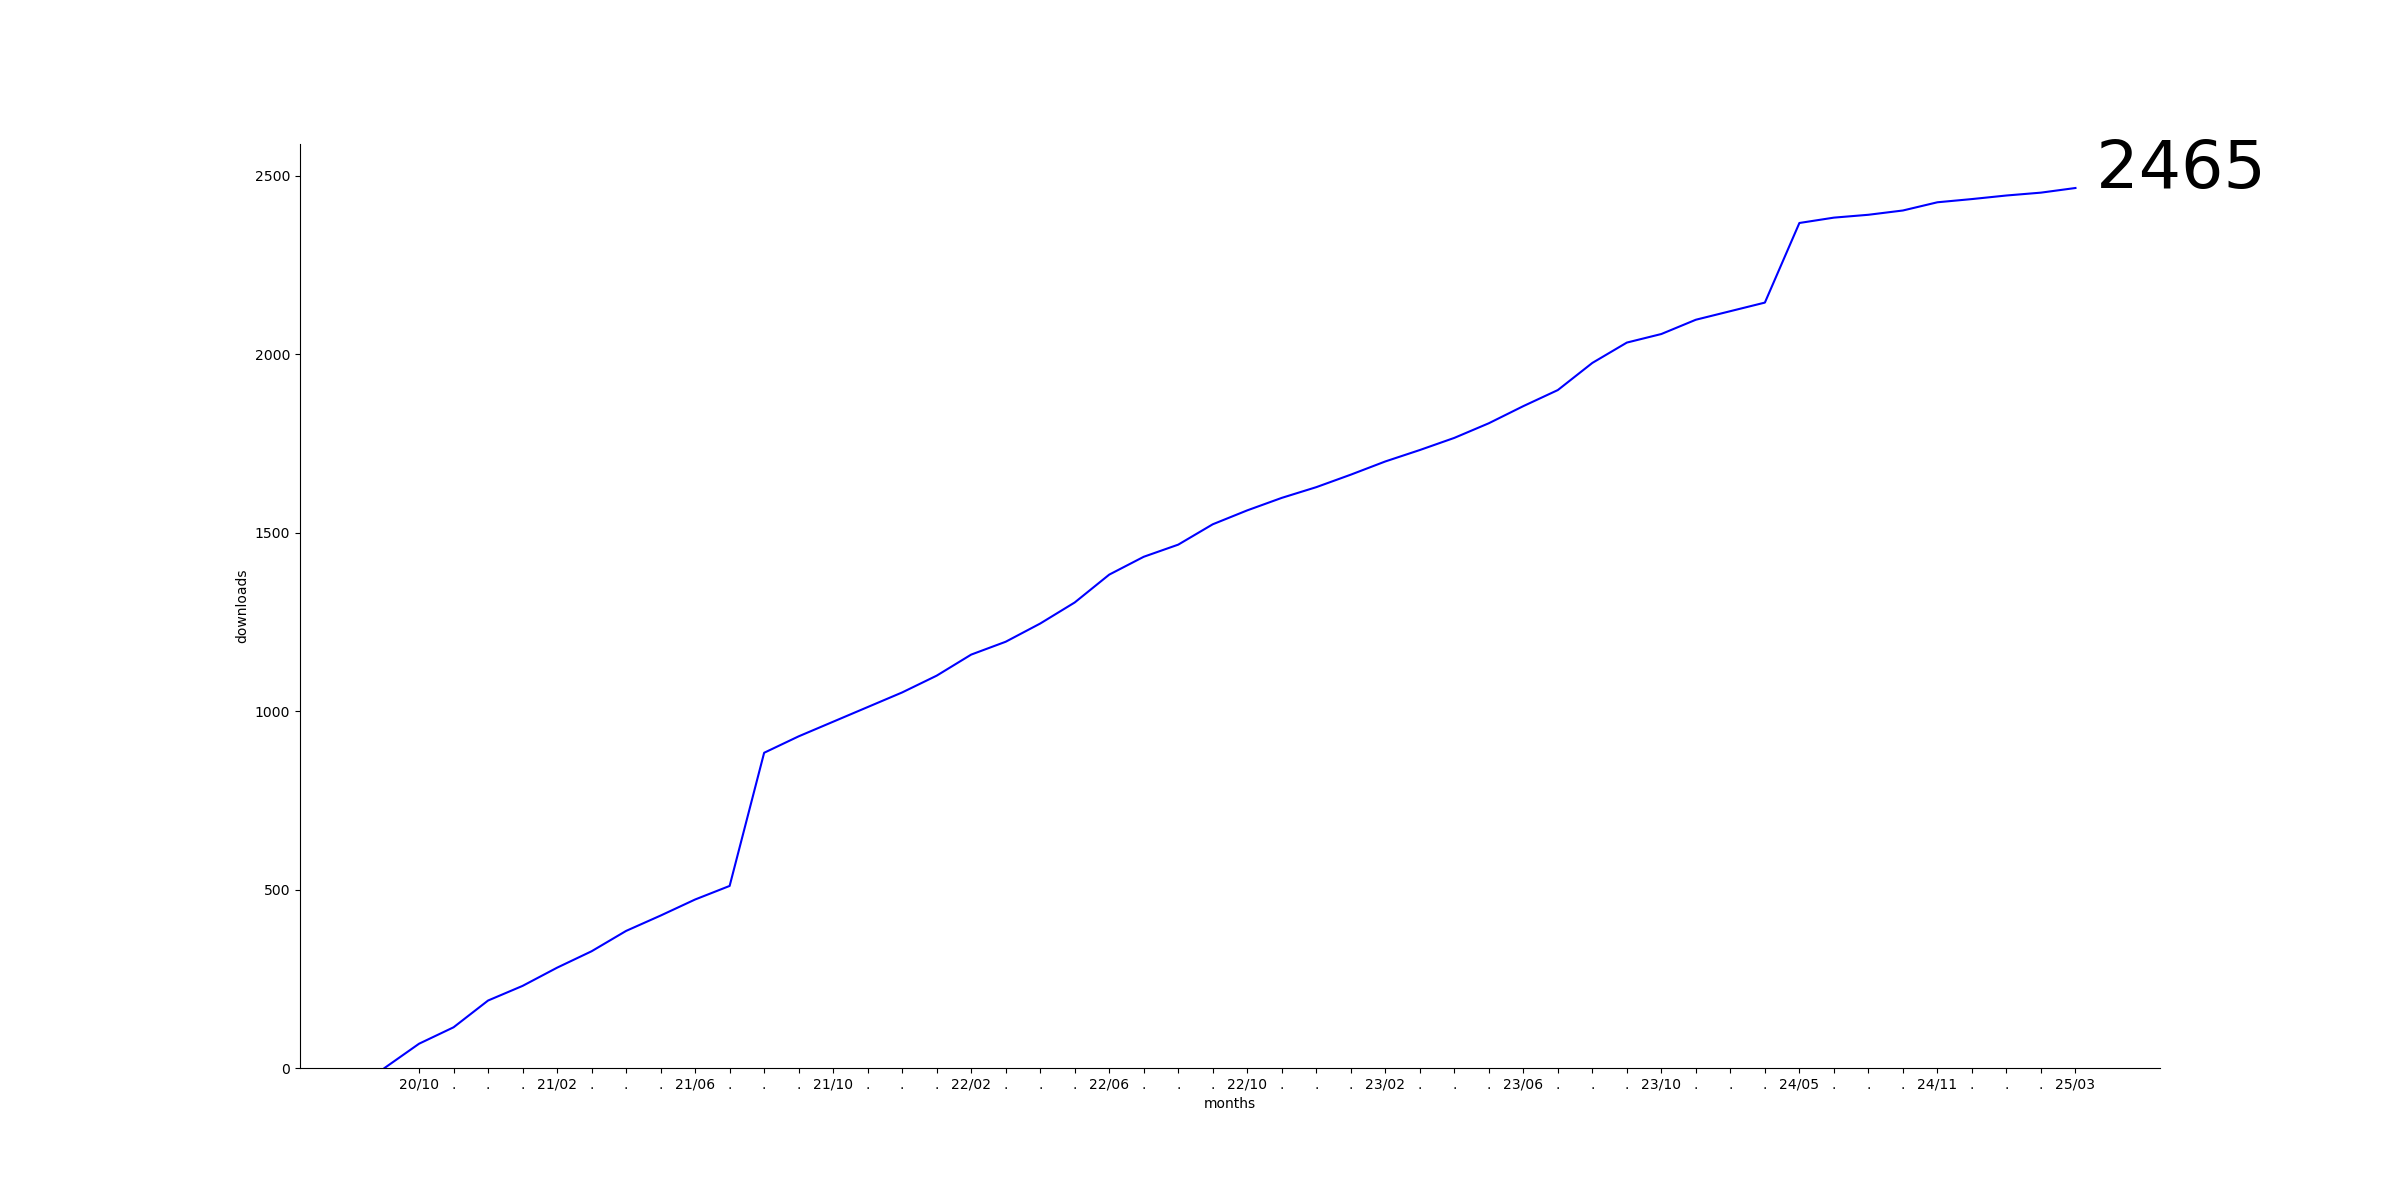 2465
2500
2000
1500
1000
500
0
downloads
20/10 . . . 21/02 . . . 21/06 . . . 21/10 . . . 22/02 . . . 22/06 . . . 22/10 . . . 23/02 . . . 23/06 . . . 23/10 . . . 24/05 . . . 24/11 . . . 25/03
months